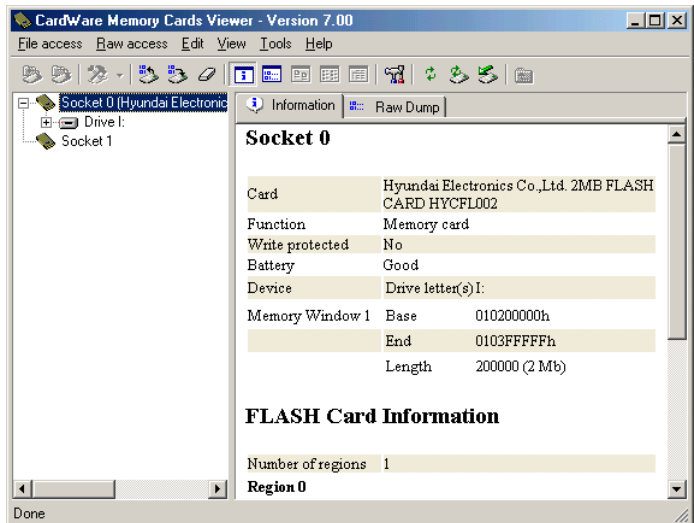 CardWare Memory Cards Viewer - Version 7.00
File access Raw access Edit View Tools Help
Socket 0 (Hyundai Electronic
Drive I:
Socket 1
Information Raw Dump
Socket 0
Card Hyundai Electronics Co.,Ltd. 2MB FLASH
CARD HYCFL002
Function Memory card
Write protected No
Battery Good
Device Drive letter(s) I:
Memory Window 1 Base 010200000h
End 0103FFFFFh
Length 200000 (2 Mb)
FLASH Card Information
Number of regions 1
Region 0
Done